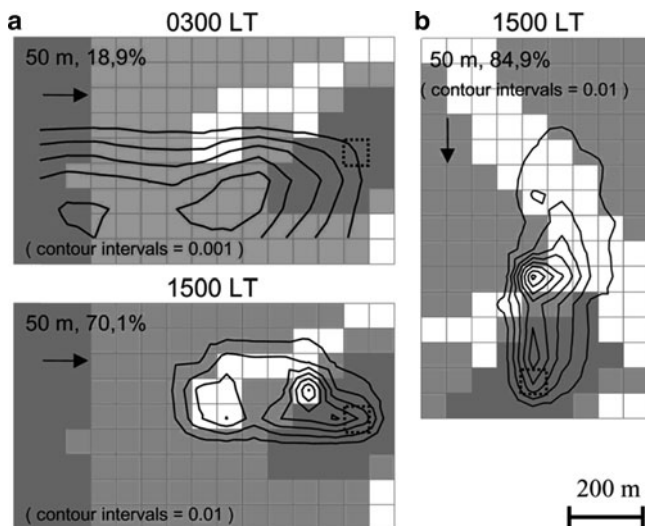 a
0300 LT
50 m, 18,9%
( contour intervals = 0.001 )
1500 LT
50 m, 70,1%
( contour intervals = 0.01 )
b
1500 LT
50 m, 84,9%
( contour intervals = 0.01 )
200 m